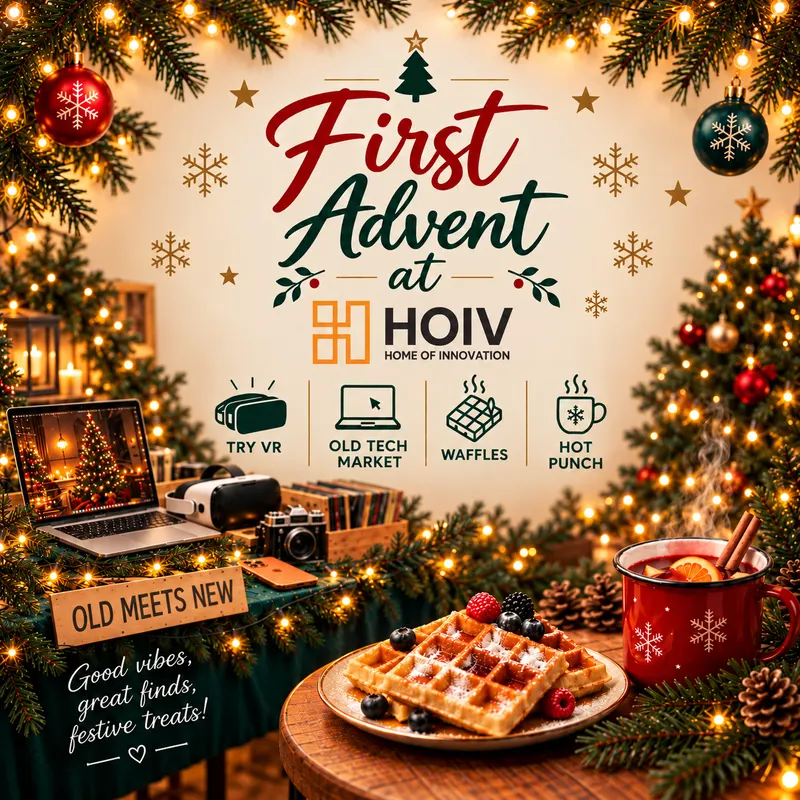 First
Advent
at
HOIV
HOME OF INNOVATION
TRY VR
OLD TECH
MARKET
WAFFLES
HOT
PUNCH
OLD MEETS NEW
Good vibes,
great finds,
festive treats!